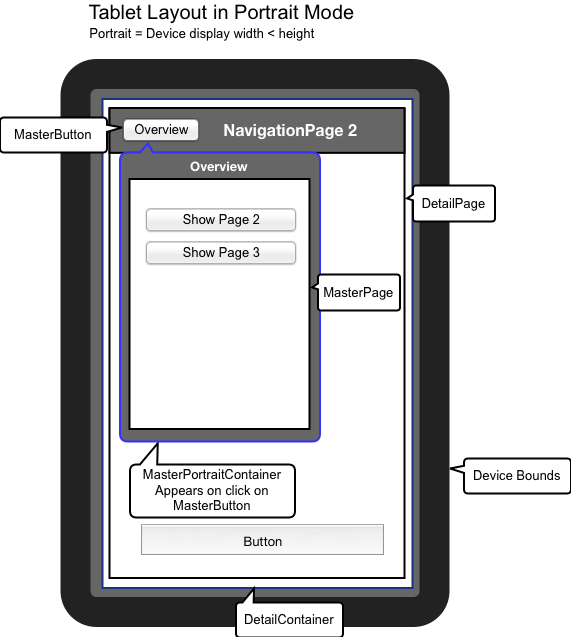 Tablet Layout in Portrait Mode
Portrait = Device display width < height
MasterButton
Overview
NavigationPage 2
Overview
DetailPage
Show Page 2
Show Page 3
MasterPage
MasterPortraitContainer
Appears on click on
MasterButton
Device Bounds
Button
DetailContainer